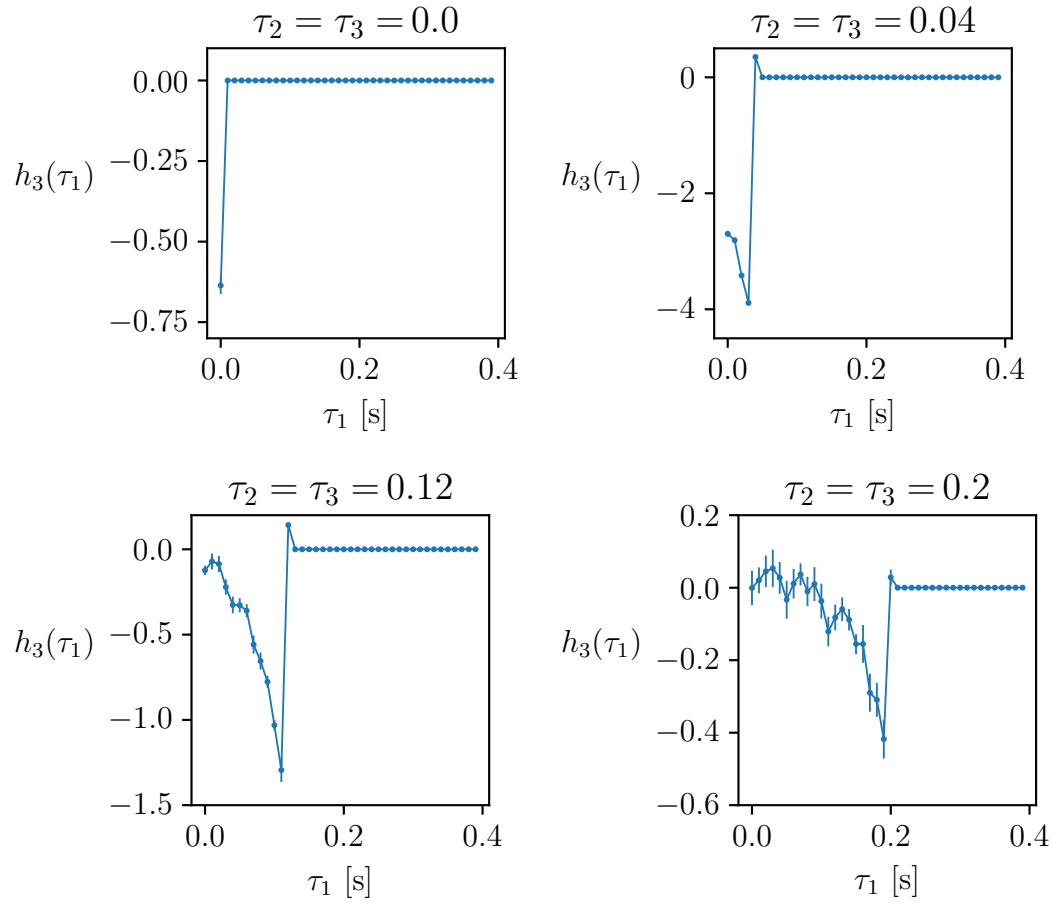 τ₂ = τ₃ = 0.0
0.00
−0.25
−0.50
−0.75
h₃(τ₁)
0.0 0.2 0.4
τ₁ [s]
τ₂ = τ₃ = 0.04
0
−2
−4
h₃(τ₁)
0.0 0.2 0.4
τ₁ [s]
τ₂ = τ₃ = 0.12
0.0
−0.5
−1.0
−1.5
h₃(τ₁)
0.0 0.2 0.4
τ₁ [s]
τ₂ = τ₃ = 0.2
0.2
0.0
−0.2
−0.4
−0.6
h₃(τ₁)
0.0 0.2 0.4
τ₁ [s]